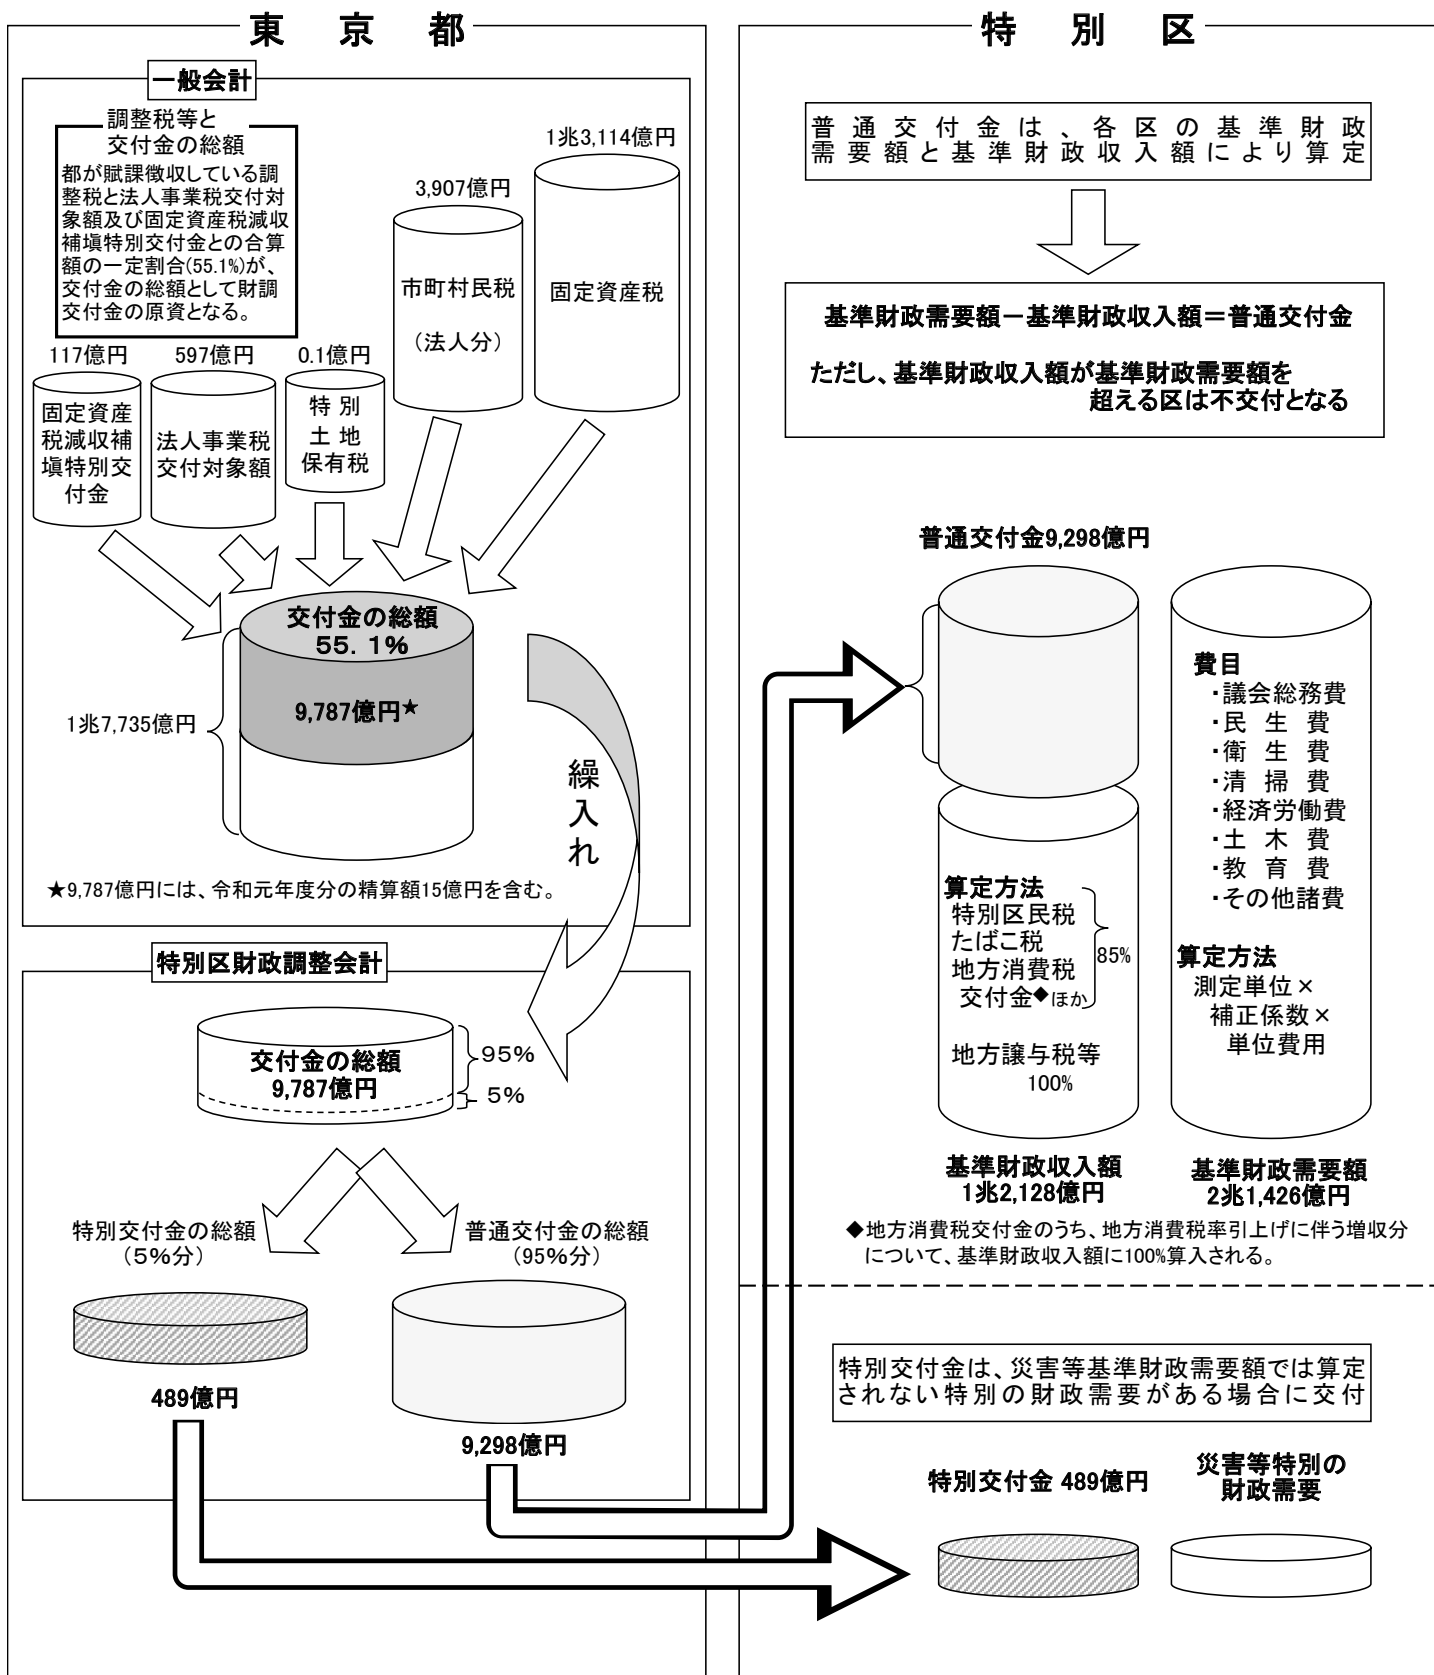 東京都
一般会計
調整税等と
交付金の総額
都が賦課徴収している調
整税と法人事業税交付対
象額及び固定資産税減収
補塡特別交付金との合算
額の一定割合(55.1%)が、
交付金の総額として財調
交付金の原資となる。
1兆3,114億円
固定資産税
3,907億円
市町村民税
（法人分）
117億円
固定資産
税減収補
塡特別交
付金
597億円
法人事業税
交付対象額
0.1億円
特別
土地
保有税
交付金の総額
55.1%
9,787億円★
1兆7,735億円
繰入れ
★9,787億円には、令和元年度分の精算額15億円を含む。
特別区財政調整会計
交付金の総額
9,787億円
95%
5%
特別交付金の総額
（5%分）
489億円
普通交付金の総額
（95%分）
9,298億円
特別区
普通交付金は、各区の基準財政
需要額と基準財政収入額により算定
基準財政需要額－基準財政収入額＝普通交付金
ただし、基準財政収入額が基準財政需要額を
超える区は不交付となる
普通交付金9,298億円
算定方法
特別区民税
たばこ税
地方消費税
交付金◆ほか
85%
地方譲与税等
100%
基準財政収入額
1兆2,128億円
費目
・議会総務費
・民生費
・衛生費
・清掃費
・経済労働費
・土木費
・教育費
・その他諸費
算定方法
測定単位×
補正係数×
単位費用
基準財政需要額
2兆1,426億円
◆地方消費税交付金のうち、地方消費税率引上げに伴う増収分
について、基準財政収入額に100%算入される。
特別交付金は、災害等基準財政需要額では算定
されない特別の財政需要がある場合に交付
特別交付金 489億円
災害等特別の
財政需要